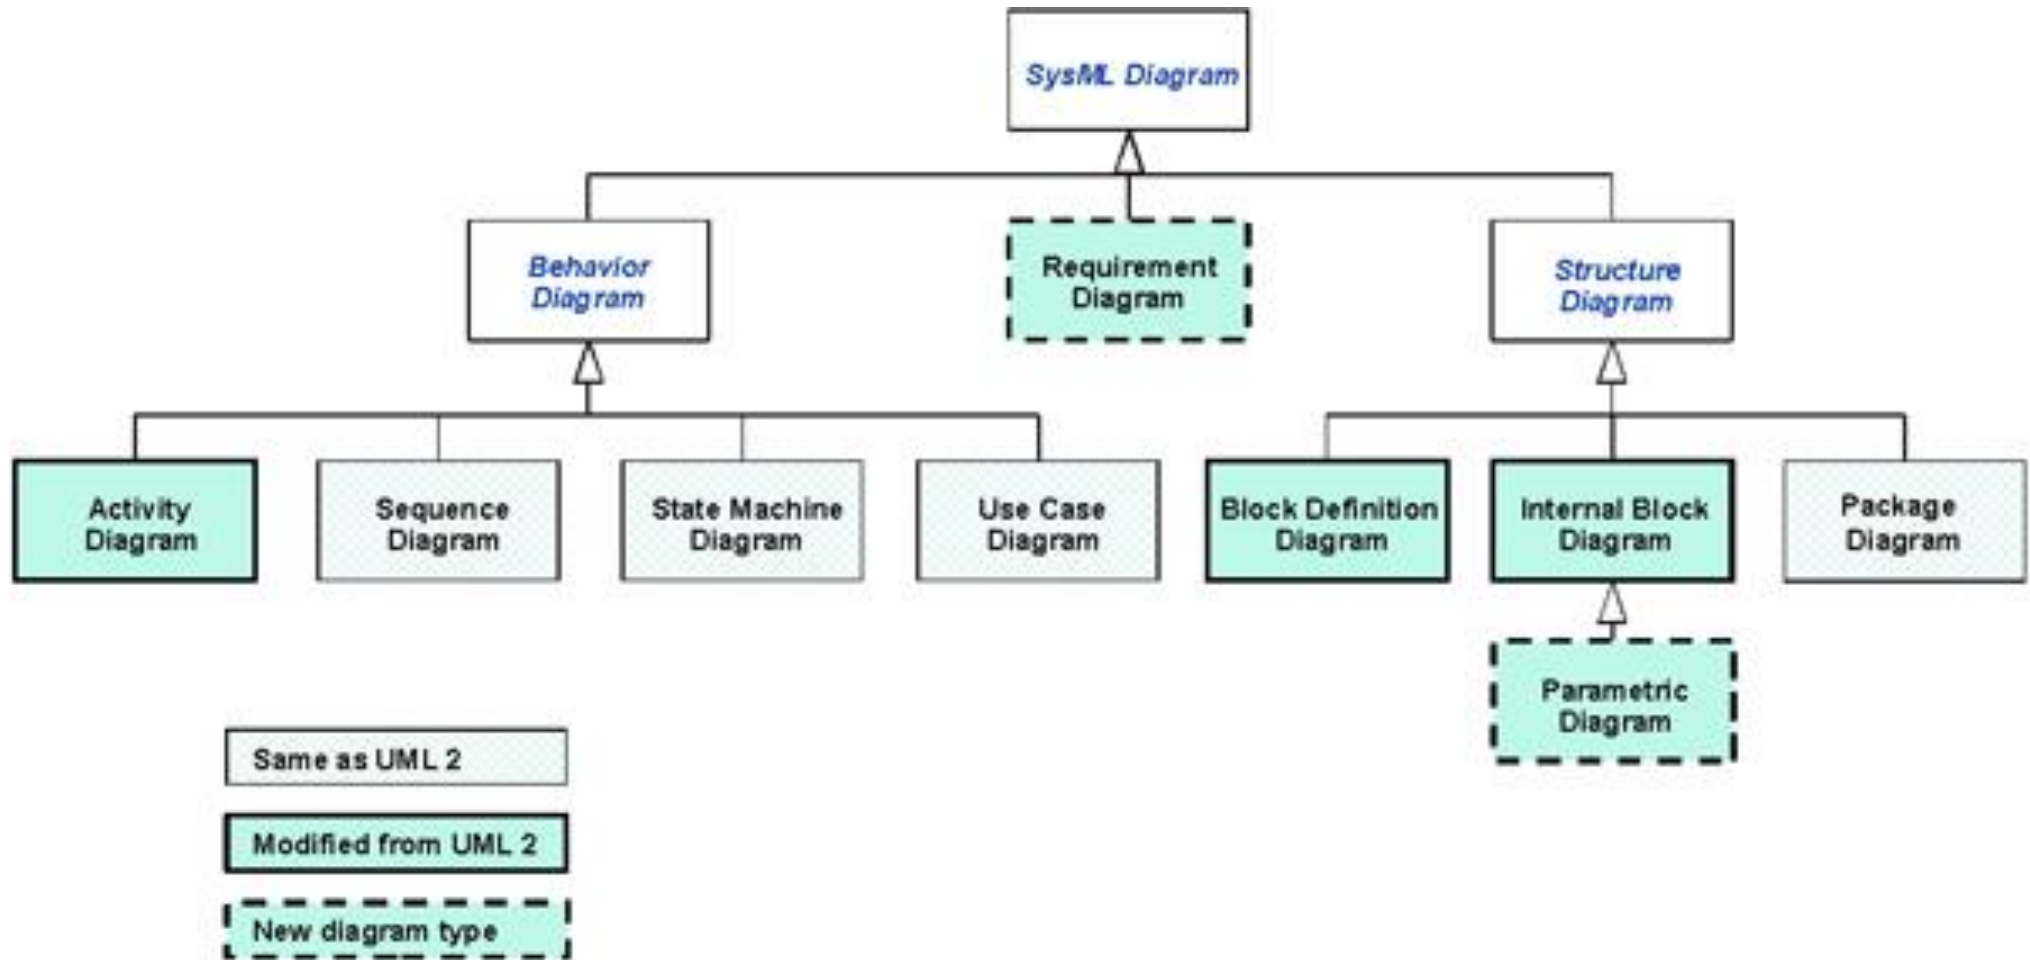 SysML Diagram
Behavior
Diagram
Requirement
Diagram
Structure
Diagram
Activity
Diagram
Sequence
Diagram
State Machine
Diagram
Use Case
Diagram
Block Definition
Diagram
Internal Block
Diagram
Package
Diagram
Parametric
Diagram
Same as UML 2
Modified from UML 2
New diagram type